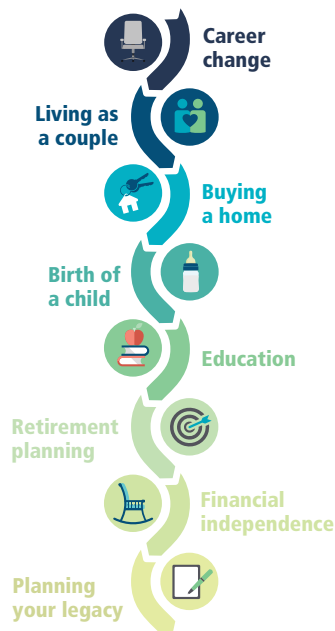 Career
change
Living as
a couple
Buying
a home
Birth of
a child
Education
Retirement
planning
Financial
independence
Planning
your legacy